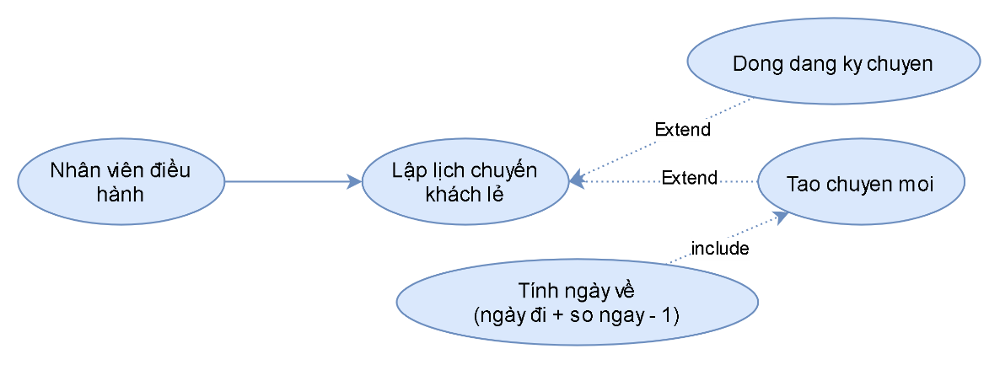 Dong dang ky chuyen
Extend
Nhân viên điều
hành
Lập lịch chuyến
khách lẻ
Extend
Tao chuyen moi
include
Tính ngày về
(ngày đi + so ngay - 1)